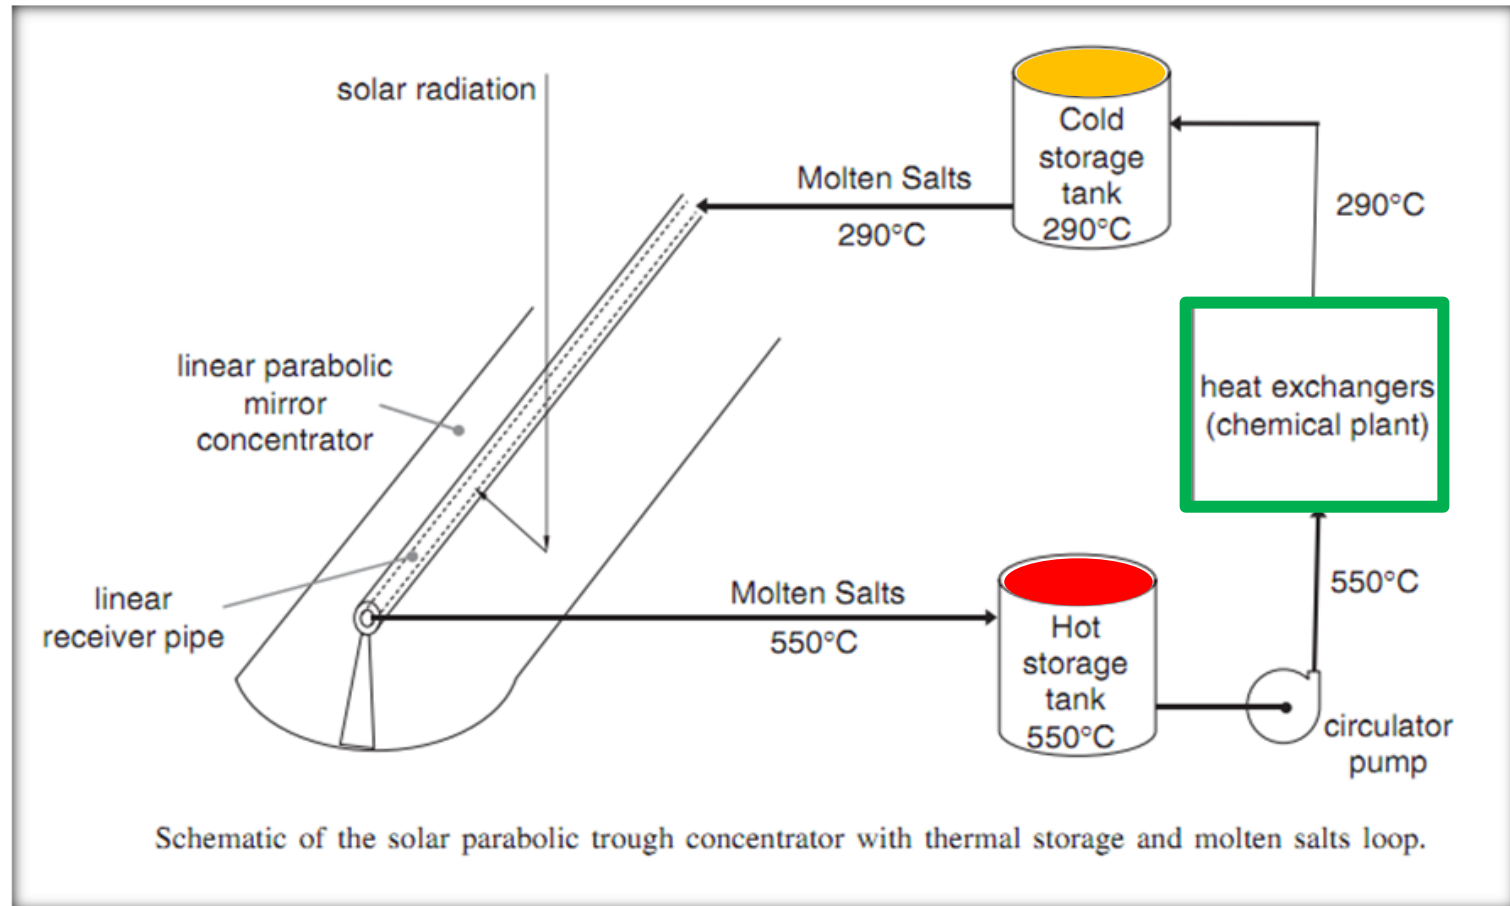 solar radiation
Cold
storage
tank
290°C
Molten Salts
290°C
290°C
linear parabolic
mirror
concentrator
heat exchangers
(chemical plant)
linear
receiver pipe
Molten Salts
550°C
Hot
storage
tank
550°C
550°C
circulator
pump
Schematic of the solar parabolic trough concentrator with thermal storage and molten salts loop.